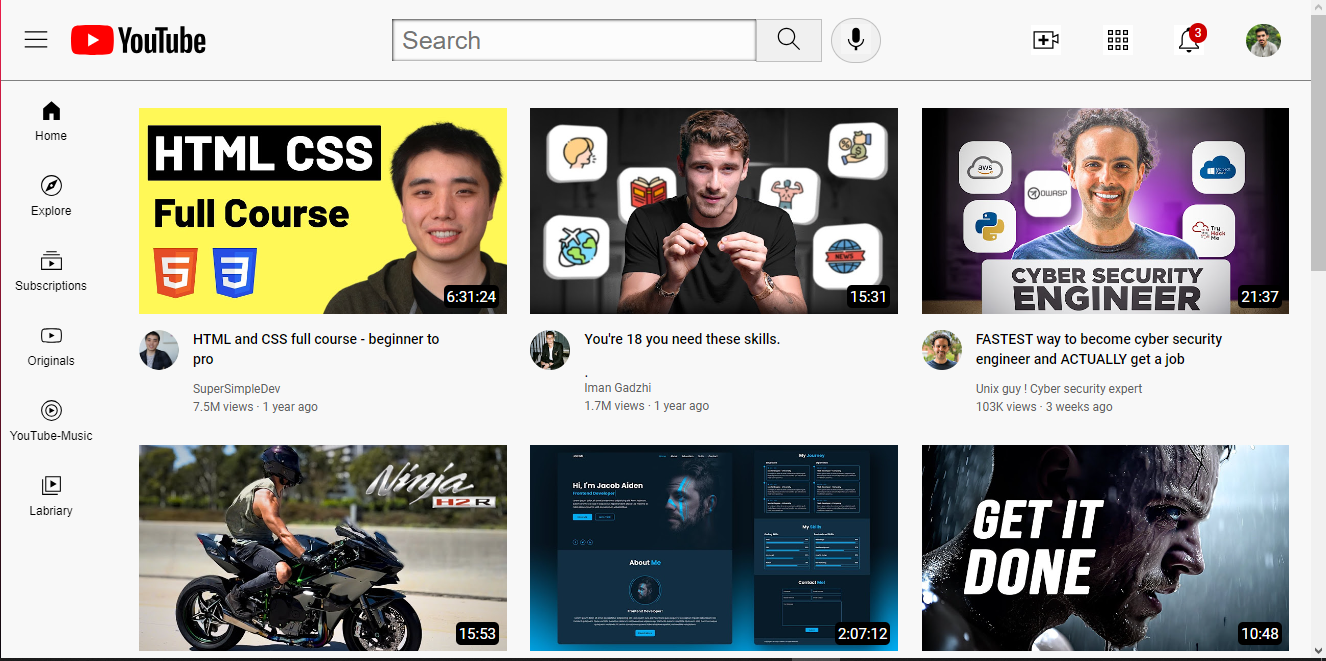 YouTube
Search
3
Home
Explore
Subscriptions
Originals
YouTube-Music
Labriary
HTML CSS
Full Course
5
3
6:31:24
HTML and CSS full course - beginner to
pro
SuperSimpleDev
7.5M views · 1 year ago
NEWS
15:31
You're 18 you need these skills.
.
Iman Gadzhi
1.7M views · 1 year ago
aws
OWASP
Try
Hack
Me
CYBER SECURITY
ENGINEER
21:37
FASTEST way to become cyber security
engineer and ACTUALLY get a job
Unix guy ! Cyber security expert
103K views · 3 weeks ago
Ninja
H2R
15:53
Hi, I'm Jacob Aiden
Frontend Developer
About Me
Frontend Developer!
My Journey
My Skills
Contact Me!
2:07:12
GET IT
DONE
10:48